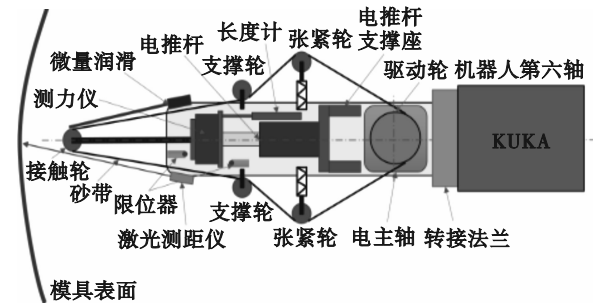 电推杆
长度计
张紧轮
电推杆
支撑座
微量润滑
支撑轮
驱动轮
机器人第六轴
测力仪
KUKA
接触轮
砂带
限位器
支撑轮
激光测距仪
张紧轮
电主轴
转接法兰
模具表面